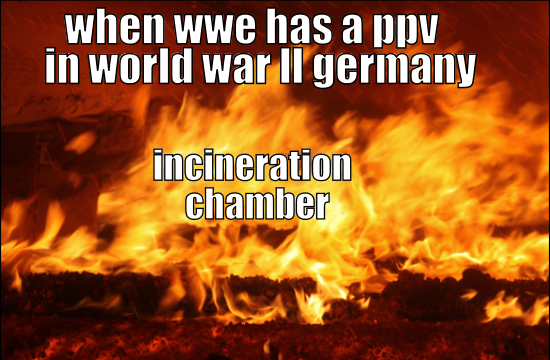 when wwe has a ppv
in world war II germany
incineration
chamber